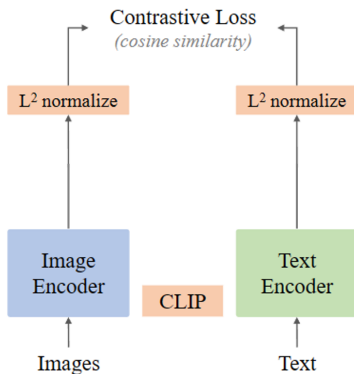 Contrastive Loss
(cosine similarity)
L² normalize
L² normalize
Image
Encoder
Text
Encoder
CLIP
Images
Text